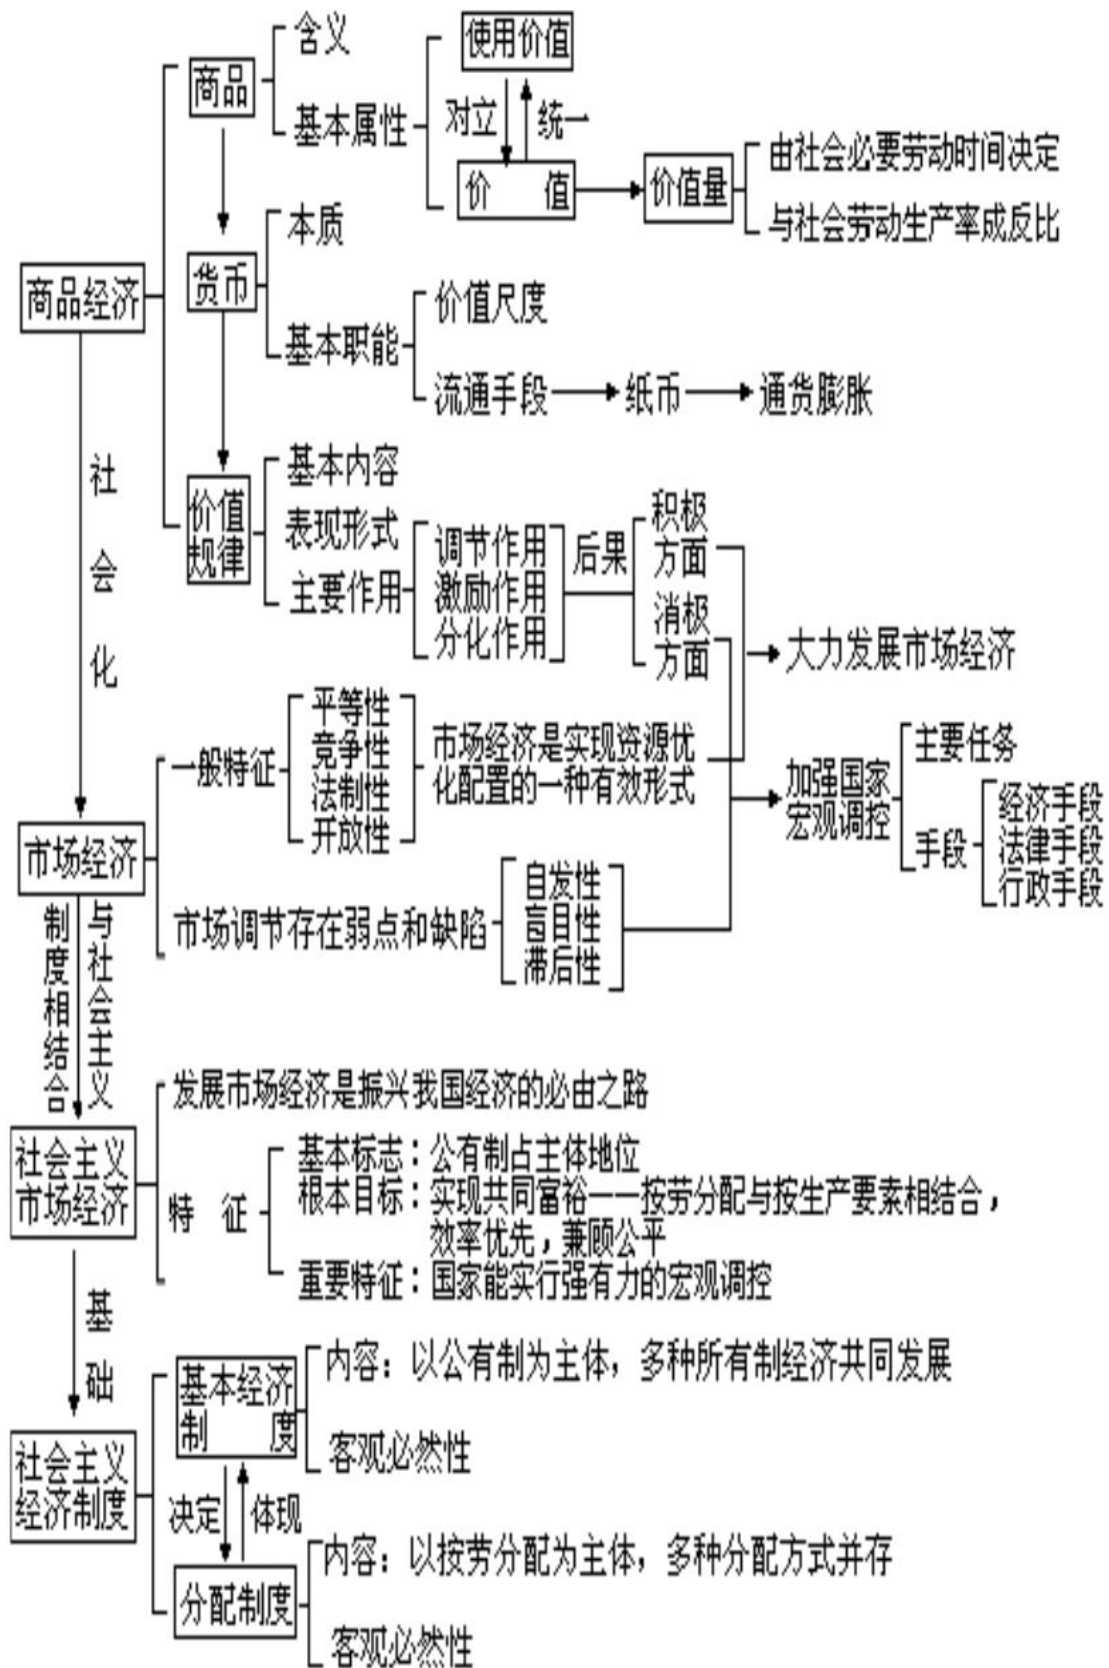 商品经济
商品
含义
基本属性
使用价值
对立
统一
价 值
价值量
由社会必要劳动时间决定
与社会劳动生产率成反比
货币
本质
基本职能
价值尺度
流通手段
纸币
通货膨胀
价值
规律
基本内容
表现形式
主要作用
调节作用
激励作用
分化作用
后果
积极
方面
消极
方面
大力发展市场经济
社会化
市场经济
一般特征
平等性
竞争性
法制性
开放性
市场经济是实现资源优
化配置的一种有效形式
加强国家
宏观调控
主要任务
手段
经济手段
法律手段
行政手段
市场调节存在弱点和缺陷
自发性
盲目性
滞后性
与社会主义
制度相结合
社会主义
市场经济
发展市场经济是振兴我国经济的必由之路
特 征
基本标志：公有制占主体地位
根本目标：实现共同富裕——按劳分配与按生产要素相结合，
效率优先，兼顾公平
重要特征：国家能实行强有力的宏观调控
基础
社会主义
经济制度
基本经济
制 度
内容：以公有制为主体，多种所有制经济共同发展
客观必然性
决定
体现
分配制度
内容：以按劳分配为主体，多种分配方式并存
客观必然性